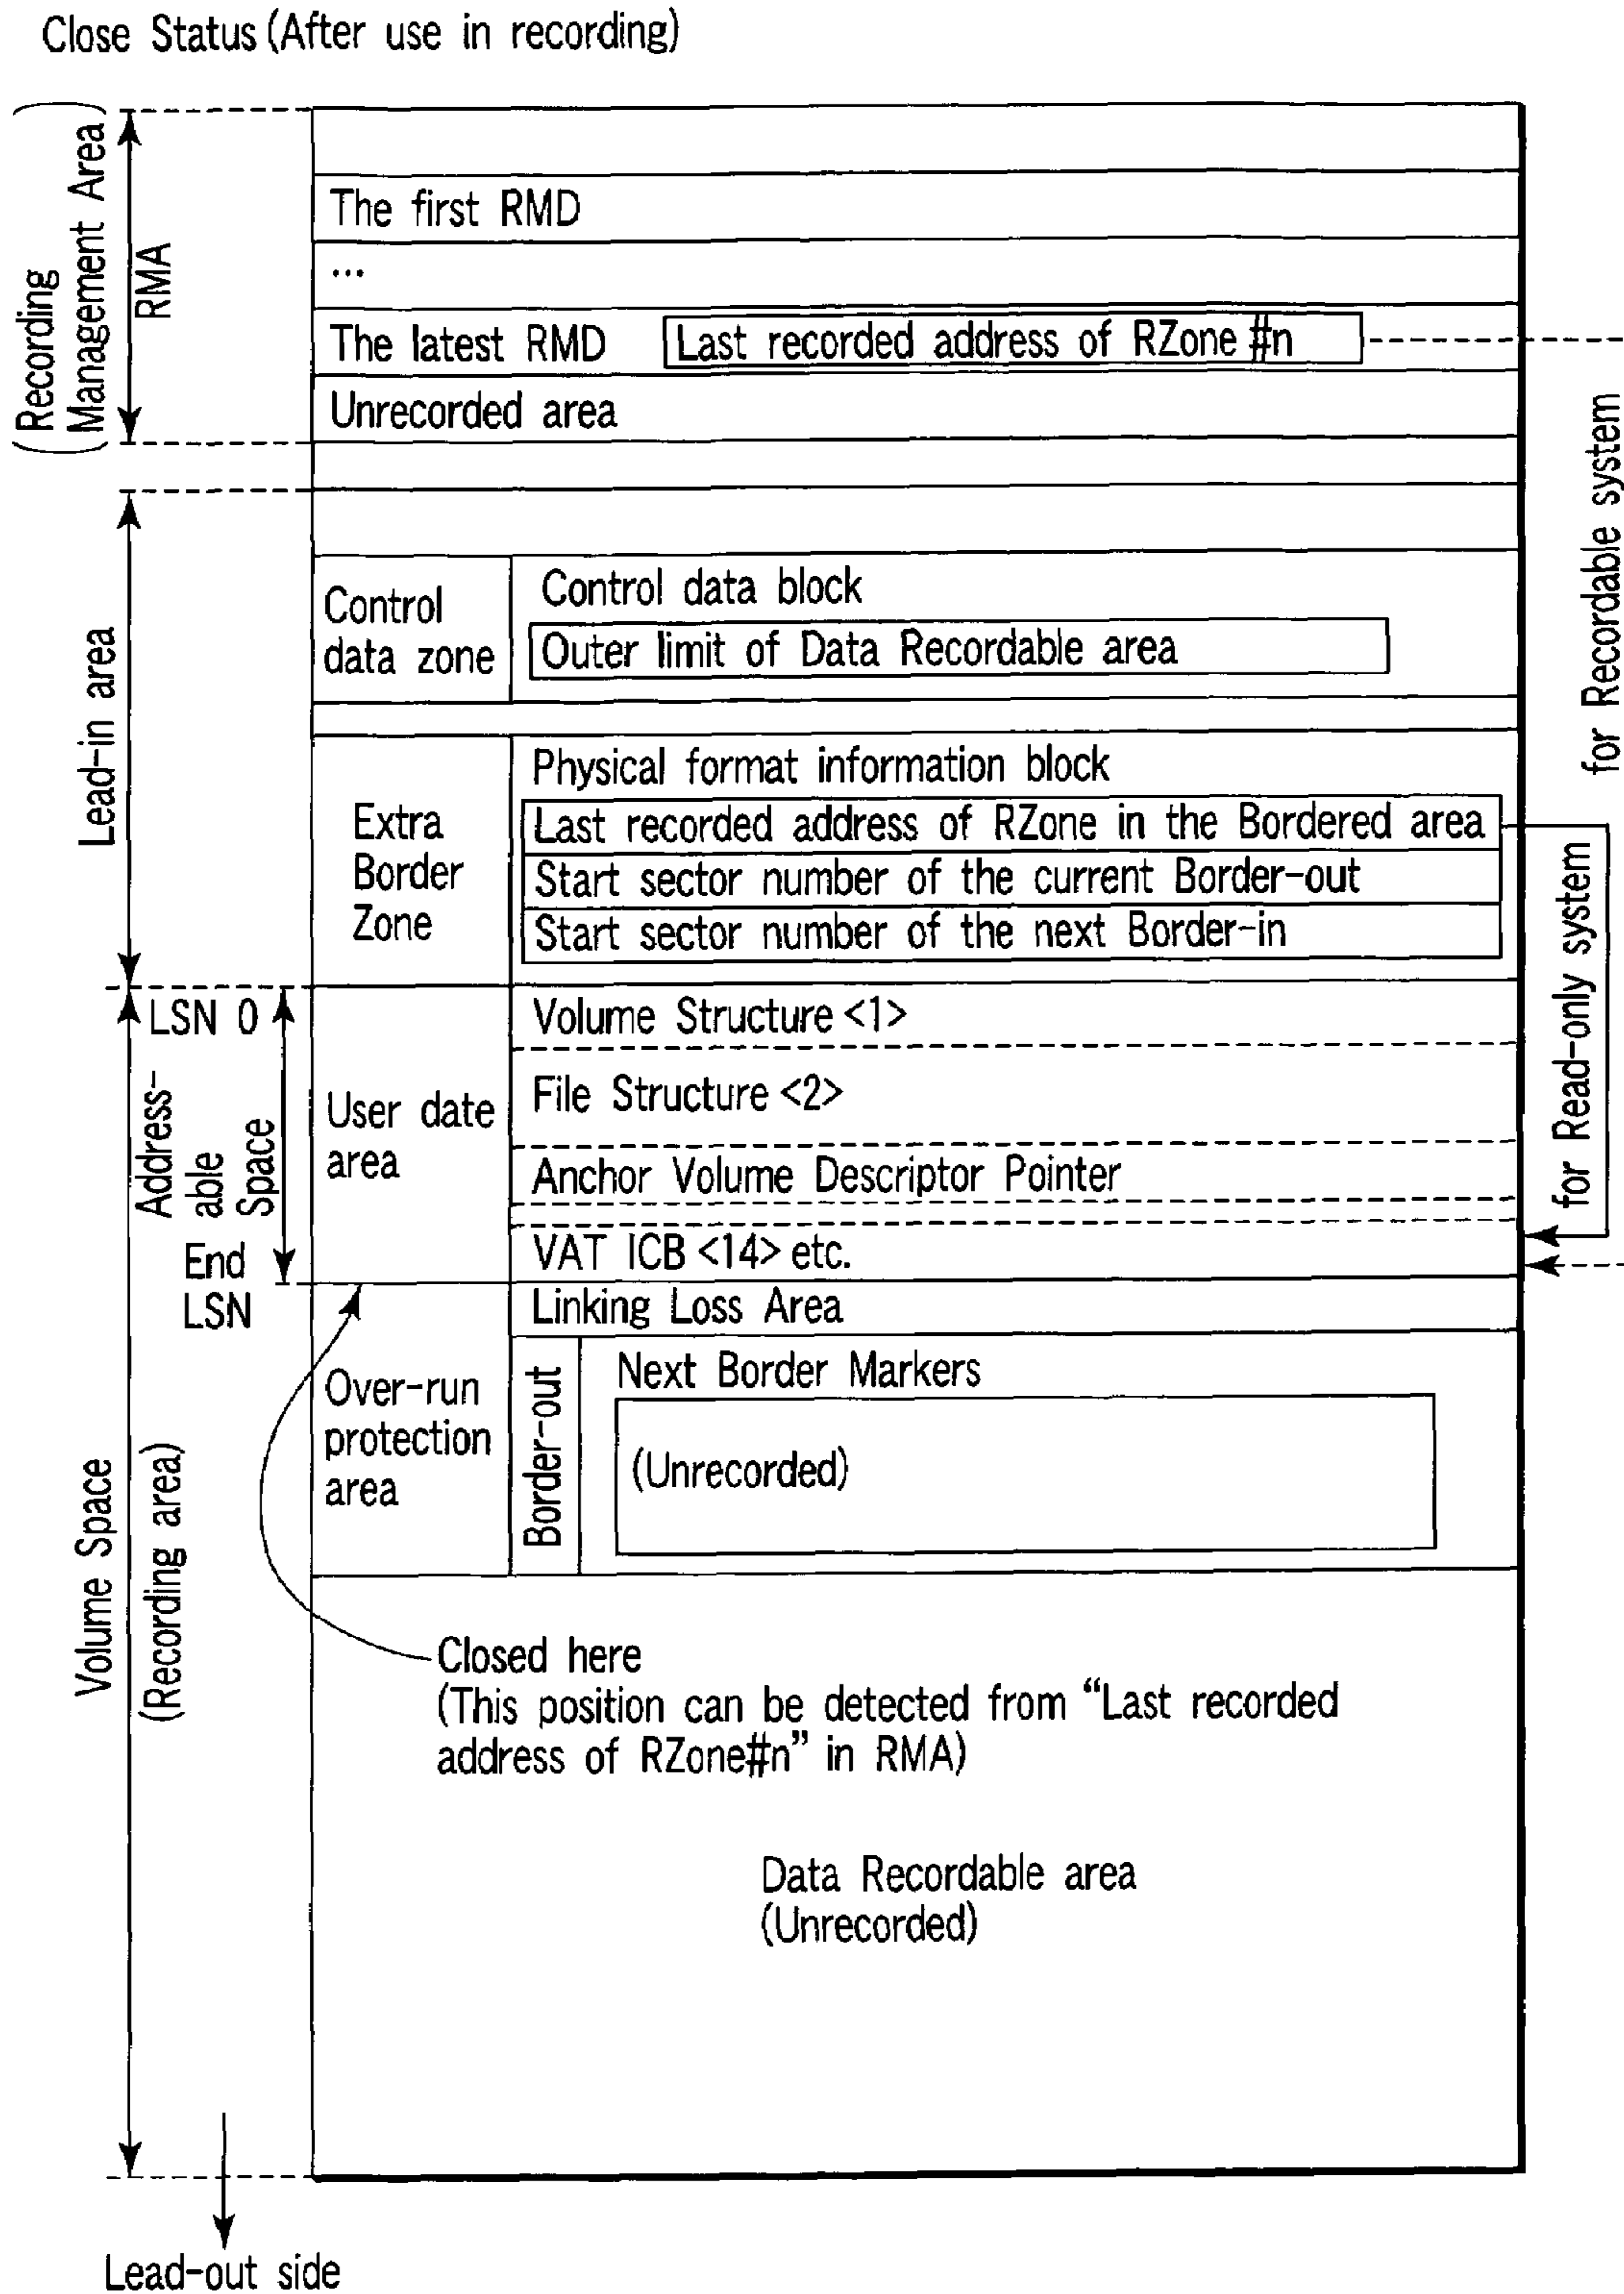 Close Status (After use in recording)
(Recording
Management Area)
RMA
The first RMD
...
The latest RMD
Last recorded address of RZone #n
Unrecorded area
for Recordable system
Lead-in area
Control
data zone
Control data block
Outer limit of Data Recordable area
Extra
Border
Zone
Physical format information block
Last recorded address of RZone in the Bordered area
Start sector number of the current Border-out
Start sector number of the next Border-in
for Read-only system
LSN 0
Address-
able
Space
End
LSN
User date
area
Volume Structure <1>
File Structure <2>
Anchor Volume Descriptor Pointer
VAT ICB <14> etc.
Linking Loss Area
Over-run
protection
area
Border-out
Next Border Markers
(Unrecorded)
Volume Space
(Recording area)
Closed here
(This position can be detected from “Last recorded
address of RZone#n” in RMA)
Data Recordable area
(Unrecorded)
Lead-out side